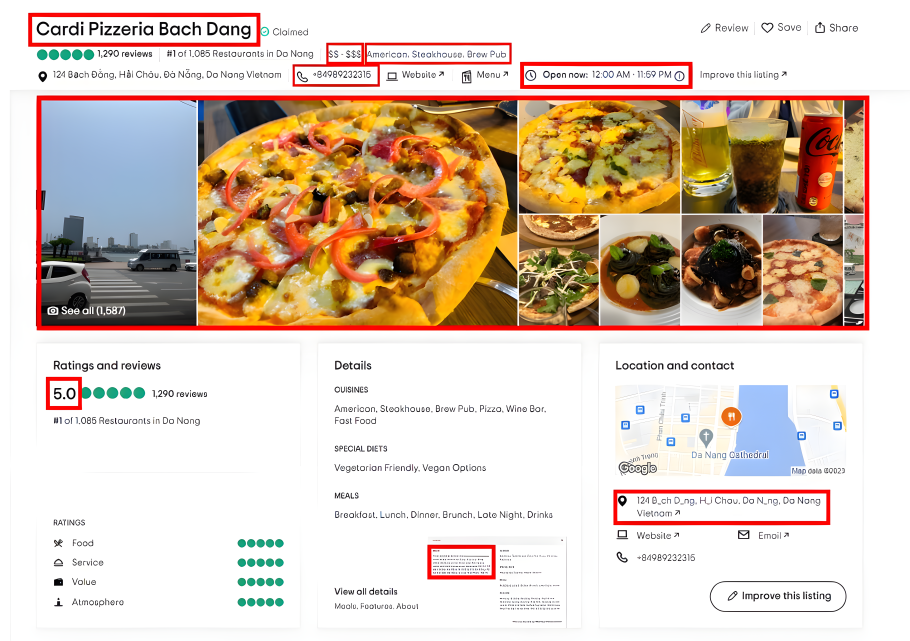 Cardi Pizzeria Bach Dang Claimed
Review Save Share
1,290 reviews #1 of 1,085 Restaurants in Da Nang $$ - $$$ American, Steakhouse, Brew Pub
124 Bạch Đằng, Hải Châu, Đà Nẵng, Da Nang Vietnam +84989232315 Website Menu Open now: 12:00 AM - 11:59 PM Improve this listing
See all (1,587)
Ratings and reviews
5.0 1,290 reviews
#1 of 1,085 Restaurants in Da Nang
RATINGS
Food
Service
Value
Atmosphere
Details
CUISINES
American, Steakhouse, Brew Pub, Pizza, Wine Bar,
Fast Food
SPECIAL DIETS
Vegetarian Friendly, Vegan Options
MEALS
Breakfast, Lunch, Dinner, Brunch, Late Night, Drinks
View all details
Meals, Features, About
Location and contact
Da Nang Cathedral
Google
Map data ©2023
124 B_ch D_ng, H_i Chau, Da N_ng, Da Nang
Vietnam
Website Email
+84989232315
Improve this listing